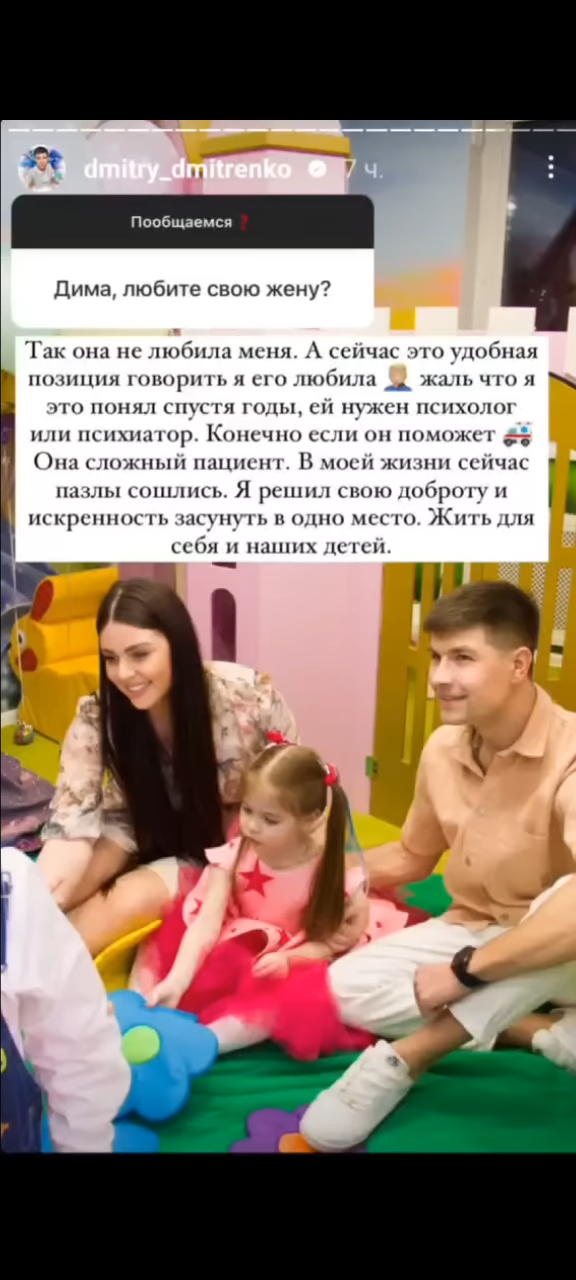 dmitry_dmitrenko 7 ч.
Пообщаемся❓
Дима, любите свою жену?
Так она не любила меня. А сейчас это удобная
позиция говорить я его любила 🤦🏼‍♂️ жаль что я
это понял спустя годы, ей нужен психолог
или психиатор. Конечно если он поможет 🚑
Она сложный пациент. В моей жизни сейчас
пазлы сошлись. Я решил свою доброту и
искренность засунуть в одно место. Жить для
себя и наших детей.